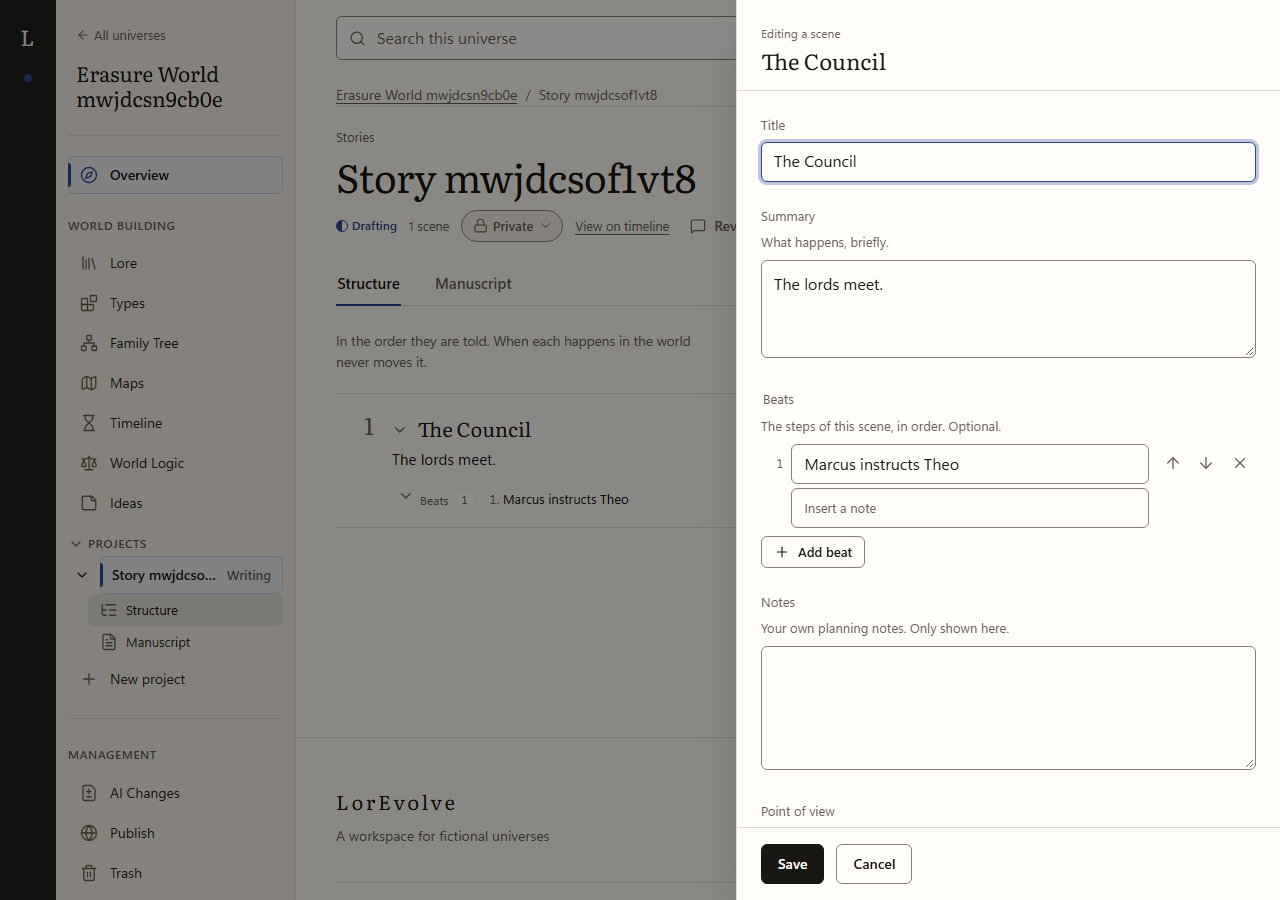 L
All universes
Erasure World
mwjdcsn9cb0e
Overview
WORLD BUILDING
Lore
Types
Family Tree
Maps
Timeline
World Logic
Ideas
PROJECTS
Story mwjdcso... Writing
Structure
Manuscript
New project
MANAGEMENT
AI Changes
Publish
Trash
Search this universe
Erasure World mwjdcsn9cb0e / Story mwjdcsof1vt8
Stories
Story mwjdcsof1vt8
Drafting 1 scene Private View on timeline Rev
Structure Manuscript
In the order they are told. When each happens in the world
never moves it.
1 The Council
The lords meet.
Beats 1 1. Marcus instructs Theo
LorEvolve
A workspace for fictional universes
Editing a scene
The Council
Title
The Council
Summary
What happens, briefly.
The lords meet.
Beats
The steps of this scene, in order. Optional.
1 Marcus instructs Theo
Insert a note
Add beat
Notes
Your own planning notes. Only shown here.
Point of view
Save Cancel